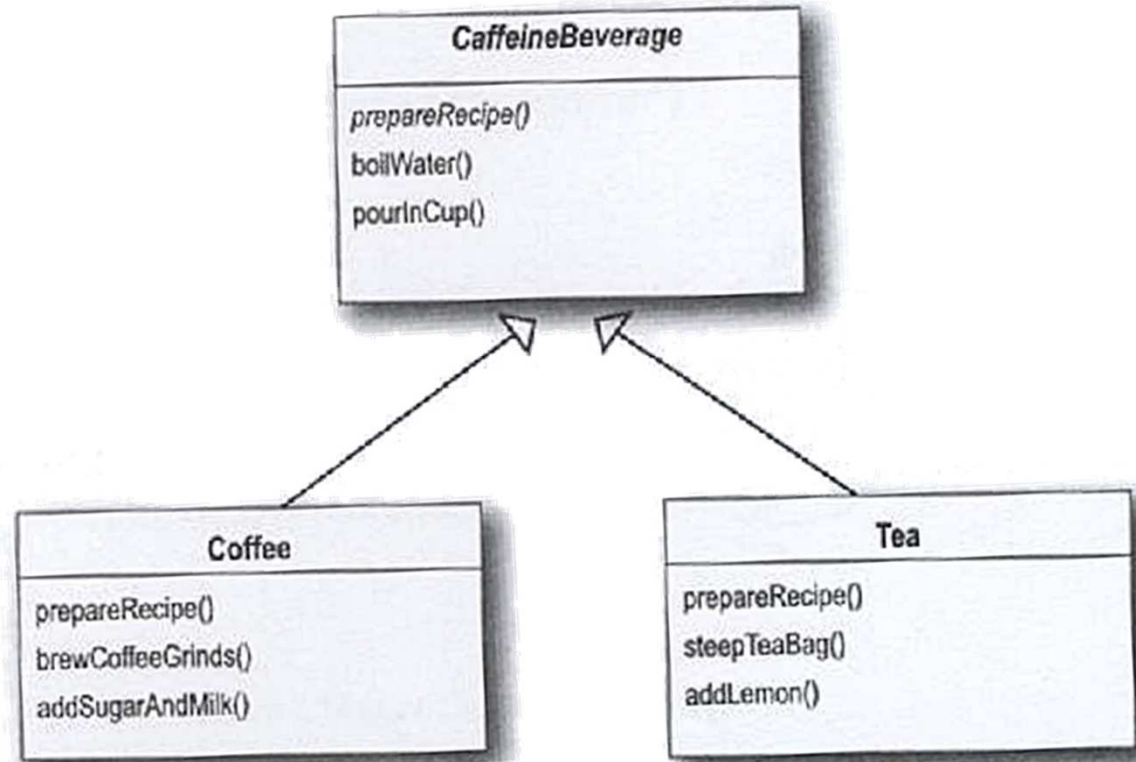 CaffeineBeverage
prepareRecipe()
boilWater()
pourInCup()
Coffee
prepareRecipe()
brewCoffeeGrinds()
addSugarAndMilk()
Tea
prepareRecipe()
steepTeaBag()
addLemon()